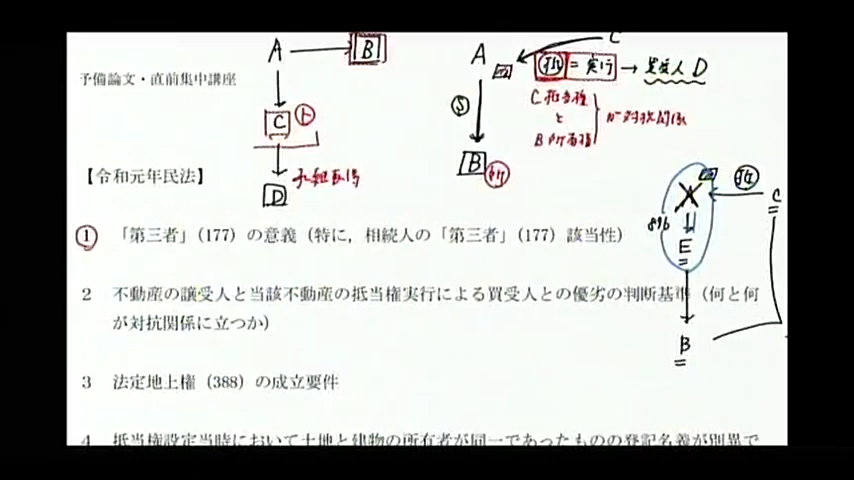 予備論文・直前集中講座
A B
C ト
D
A C
抵 = 実行 → 買受人 D
C 抵当権
と
B 所有権
が対抗関係
B 所
【令和元年民法】
抵 C
896
E
B
① 「第三者」(177)の意義(特に,相続人の「第三者」(177)該当性)
2 不動産の譲受人と当該不動産の抵当権実行による買受人との優劣の判断基準(何と何
が対抗関係に立つか)
3 法定地上権(388)の成立要件
4 抵当権設定当時において土地と建物の所有者が同一であったものの登記名義が別異で